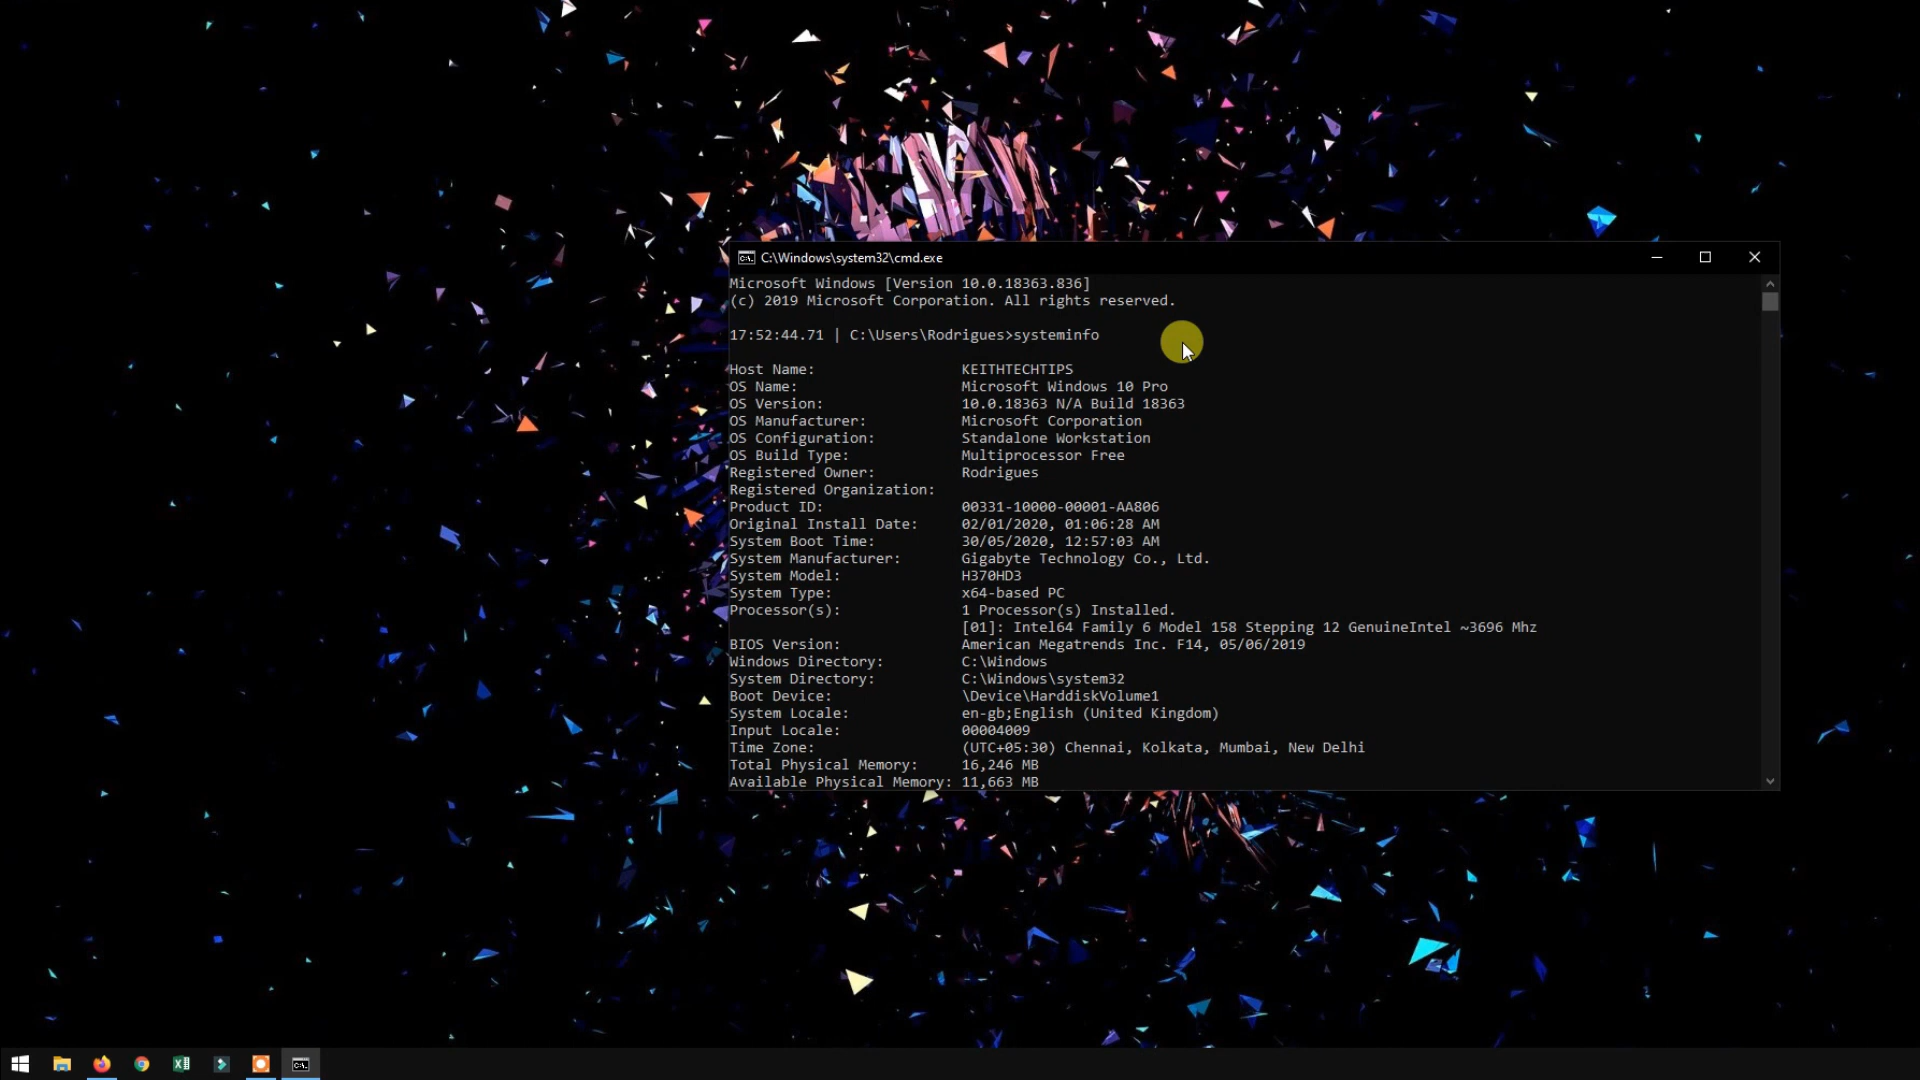 C:\Windows\system32\cmd.exe
Microsoft Windows [Version 10.0.18363.836]
(c) 2019 Microsoft Corporation. All rights reserved.
17:52:44.71 | C:\Users\Rodrigues>systeminfo
Host Name: KEITHTECHTIPS
OS Name: Microsoft Windows 10 Pro
OS Version: 10.0.18363 N/A Build 18363
OS Manufacturer: Microsoft Corporation
OS Configuration: Standalone Workstation
OS Build Type: Multiprocessor Free
Registered Owner: Rodrigues
Registered Organization:
Product ID: 00331-10000-00001-AA806
Original Install Date: 02/01/2020, 01:06:28 AM
System Boot Time: 30/05/2020, 12:57:03 AM
System Manufacturer: Gigabyte Technology Co., Ltd.
System Model: H370HD3
System Type: x64-based PC
Processor(s): 1 Processor(s) Installed.
[01]: Intel64 Family 6 Model 158 Stepping 12 GenuineIntel ~3696 Mhz
BIOS Version: American Megatrends Inc. F14, 05/06/2019
Windows Directory: C:\Windows
System Directory: C:\Windows\system32
Boot Device: \Device\HarddiskVolume1
System Locale: en-gb;English (United Kingdom)
Input Locale: 00004009
Time Zone: (UTC+05:30) Chennai, Kolkata, Mumbai, New Delhi
Total Physical Memory: 16,246 MB
Available Physical Memory: 11,663 MB